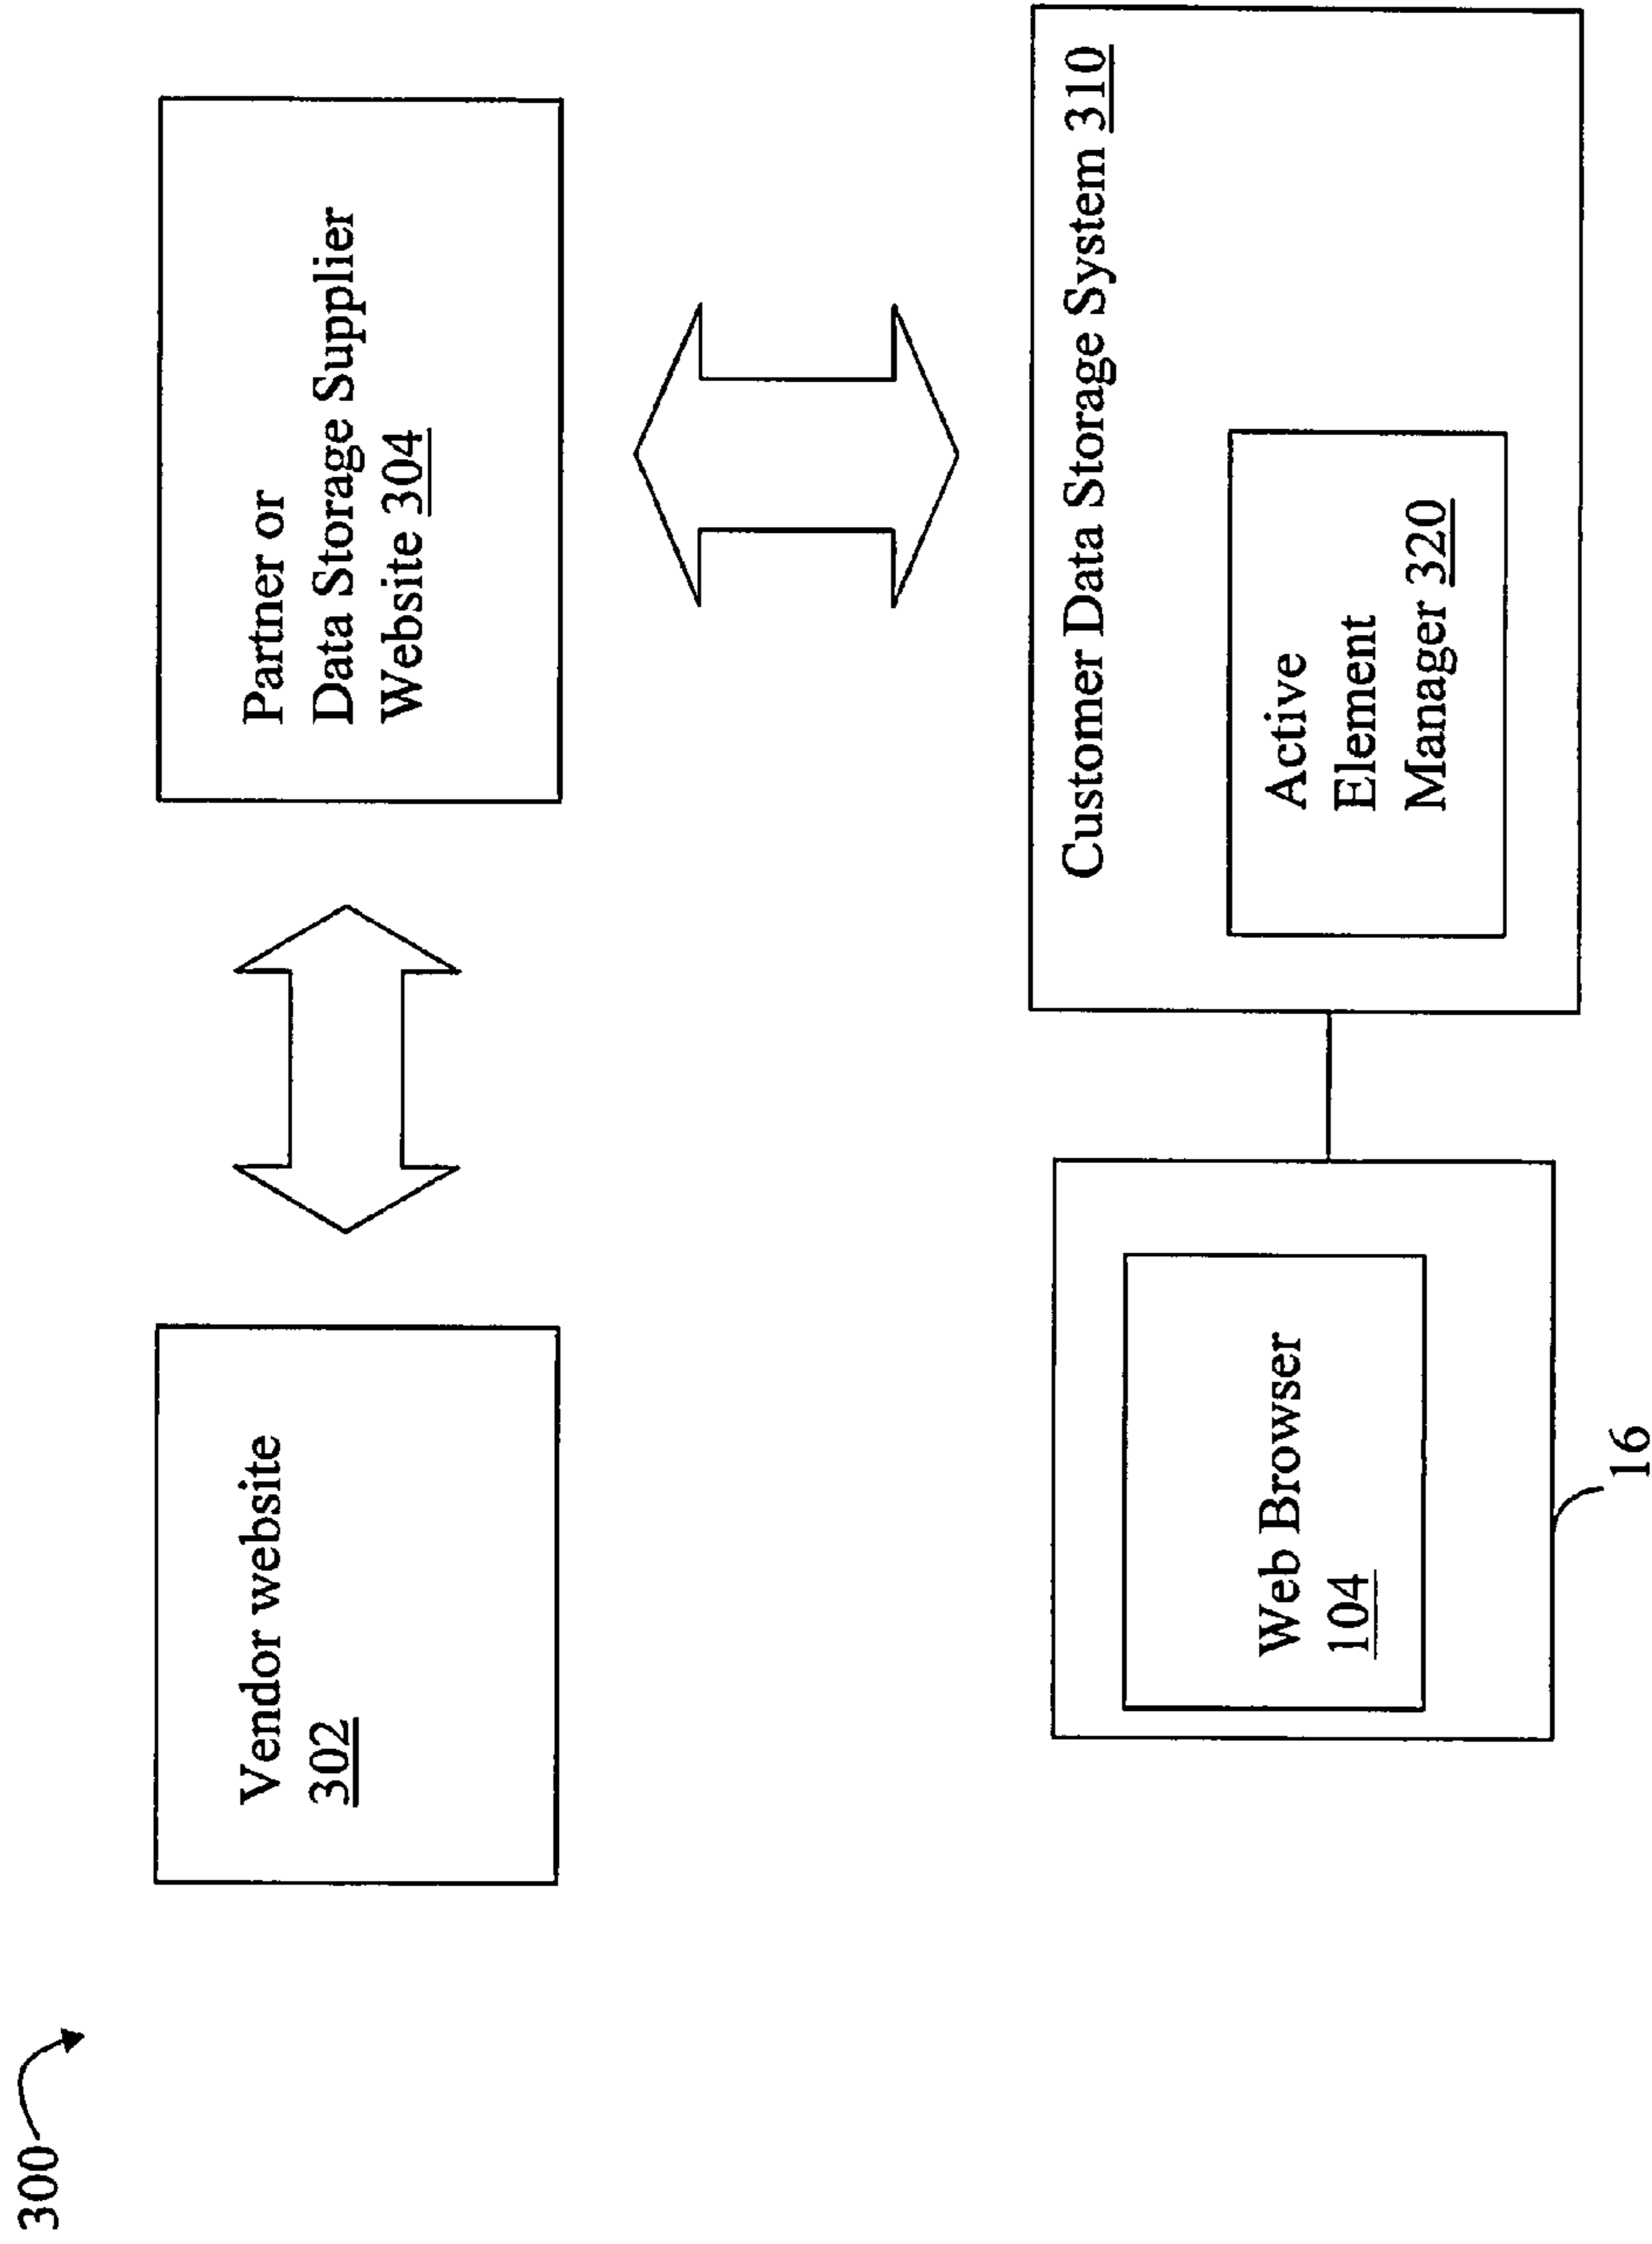 300
Vendor website
302
Partner or
Data Storage Supplier
Website 304
Web Browser
104
16
Customer Data Storage System 310
Active
Element
Manager 320